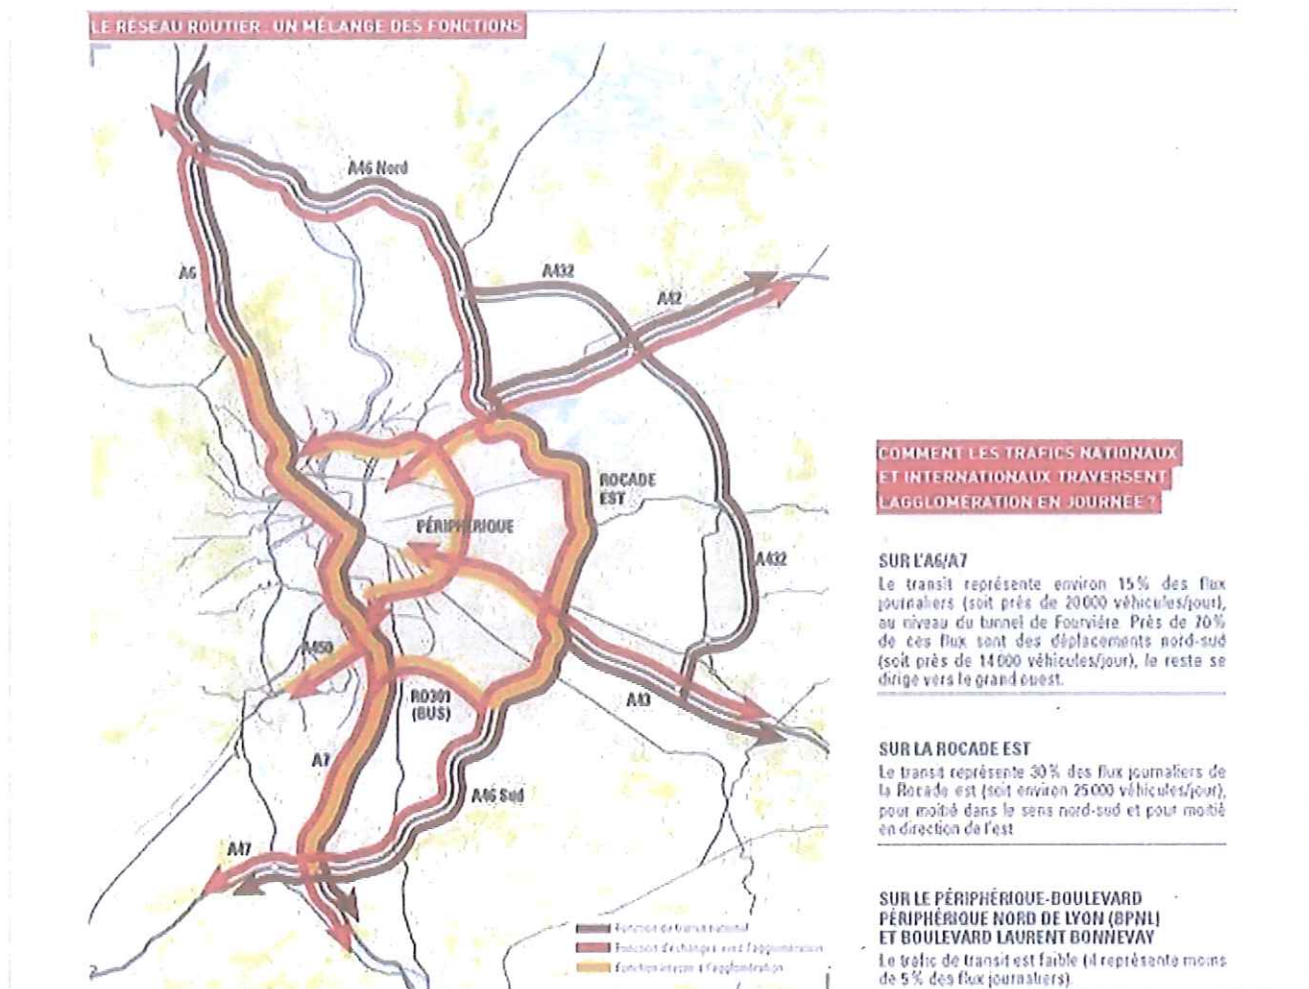 LE RÉSEAU ROUTIER : UN MÉLANGE DES FONCTIONS
A46 Nord
A6
A432
A42
ROCADE
EST
PÉRIPHÉRIQUE
A432
A450
RD301
(BUS)
A43
A7
A46 Sud
A47
Fonction de transit national
Fonction d'échanges avec l'agglomération
Fonction interne à l'agglomération
COMMENT LES TRAFICS NATIONAUX
ET INTERNATIONAUX TRAVERSENT
L'AGGLOMÉRATION EN JOURNÉE ?
SUR L'A6/A7
Le transit représente environ 15% des flux
journaliers (soit près de 20000 véhicules/jour),
au niveau du tunnel de Fourvière. Près de 70%
de ces flux sont des déplacements nord-sud
(soit près de 14000 véhicules/jour), le reste se
dirige vers le grand ouest.
SUR LA ROCADE EST
Le transit représente 30% des flux journaliers de
la Rocade est (soit environ 25000 véhicules/jour),
pour moitié dans le sens nord-sud et pour moitié
en direction de l'est
SUR LE PÉRIPHÉRIQUE-BOULEVARD
PÉRIPHÉRIQUE NORD DE LYON (BPNL)
ET BOULEVARD LAURENT BONNEVAY
Le trafic de transit est faible (il représente moins
de 5% des flux journaliers).